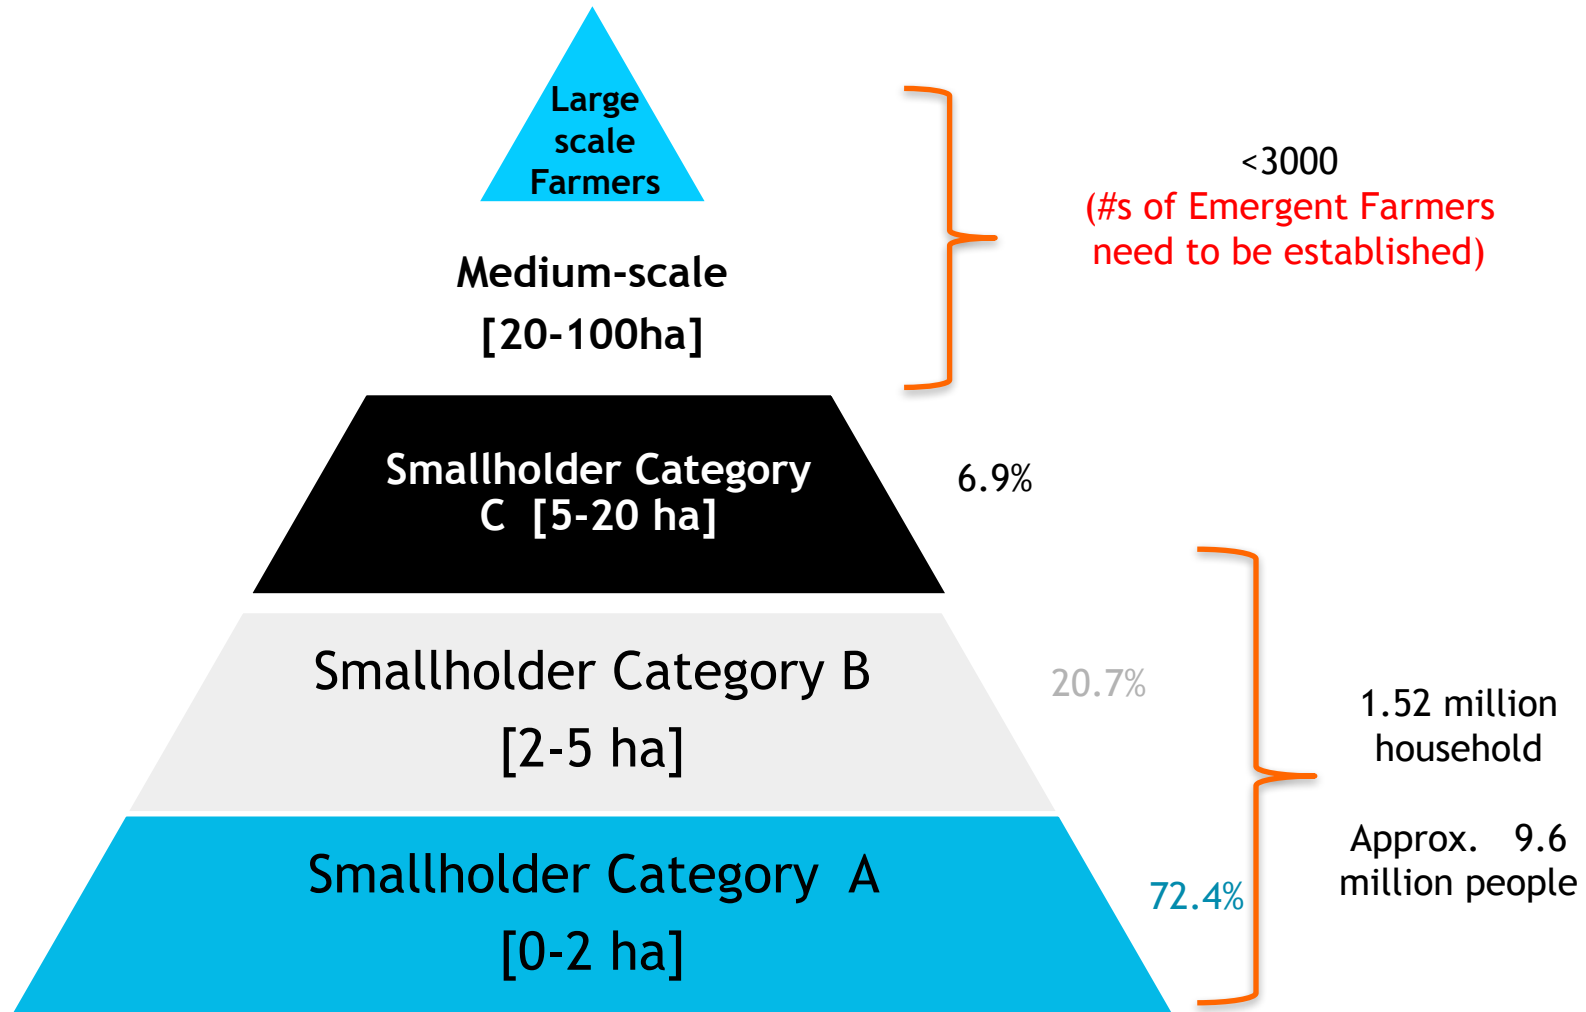 Large
scale
Farmers
<3000
(#s of Emergent Farmers
need to be established)
Medium-scale
[20-100ha]
Smallholder Category
C [5-20 ha]
6.9%
Smallholder Category B
[2-5 ha]
20.7%
1.52 million
household
Approx. 9.6
million people
Smallholder Category A
[0-2 ha]
72.4%